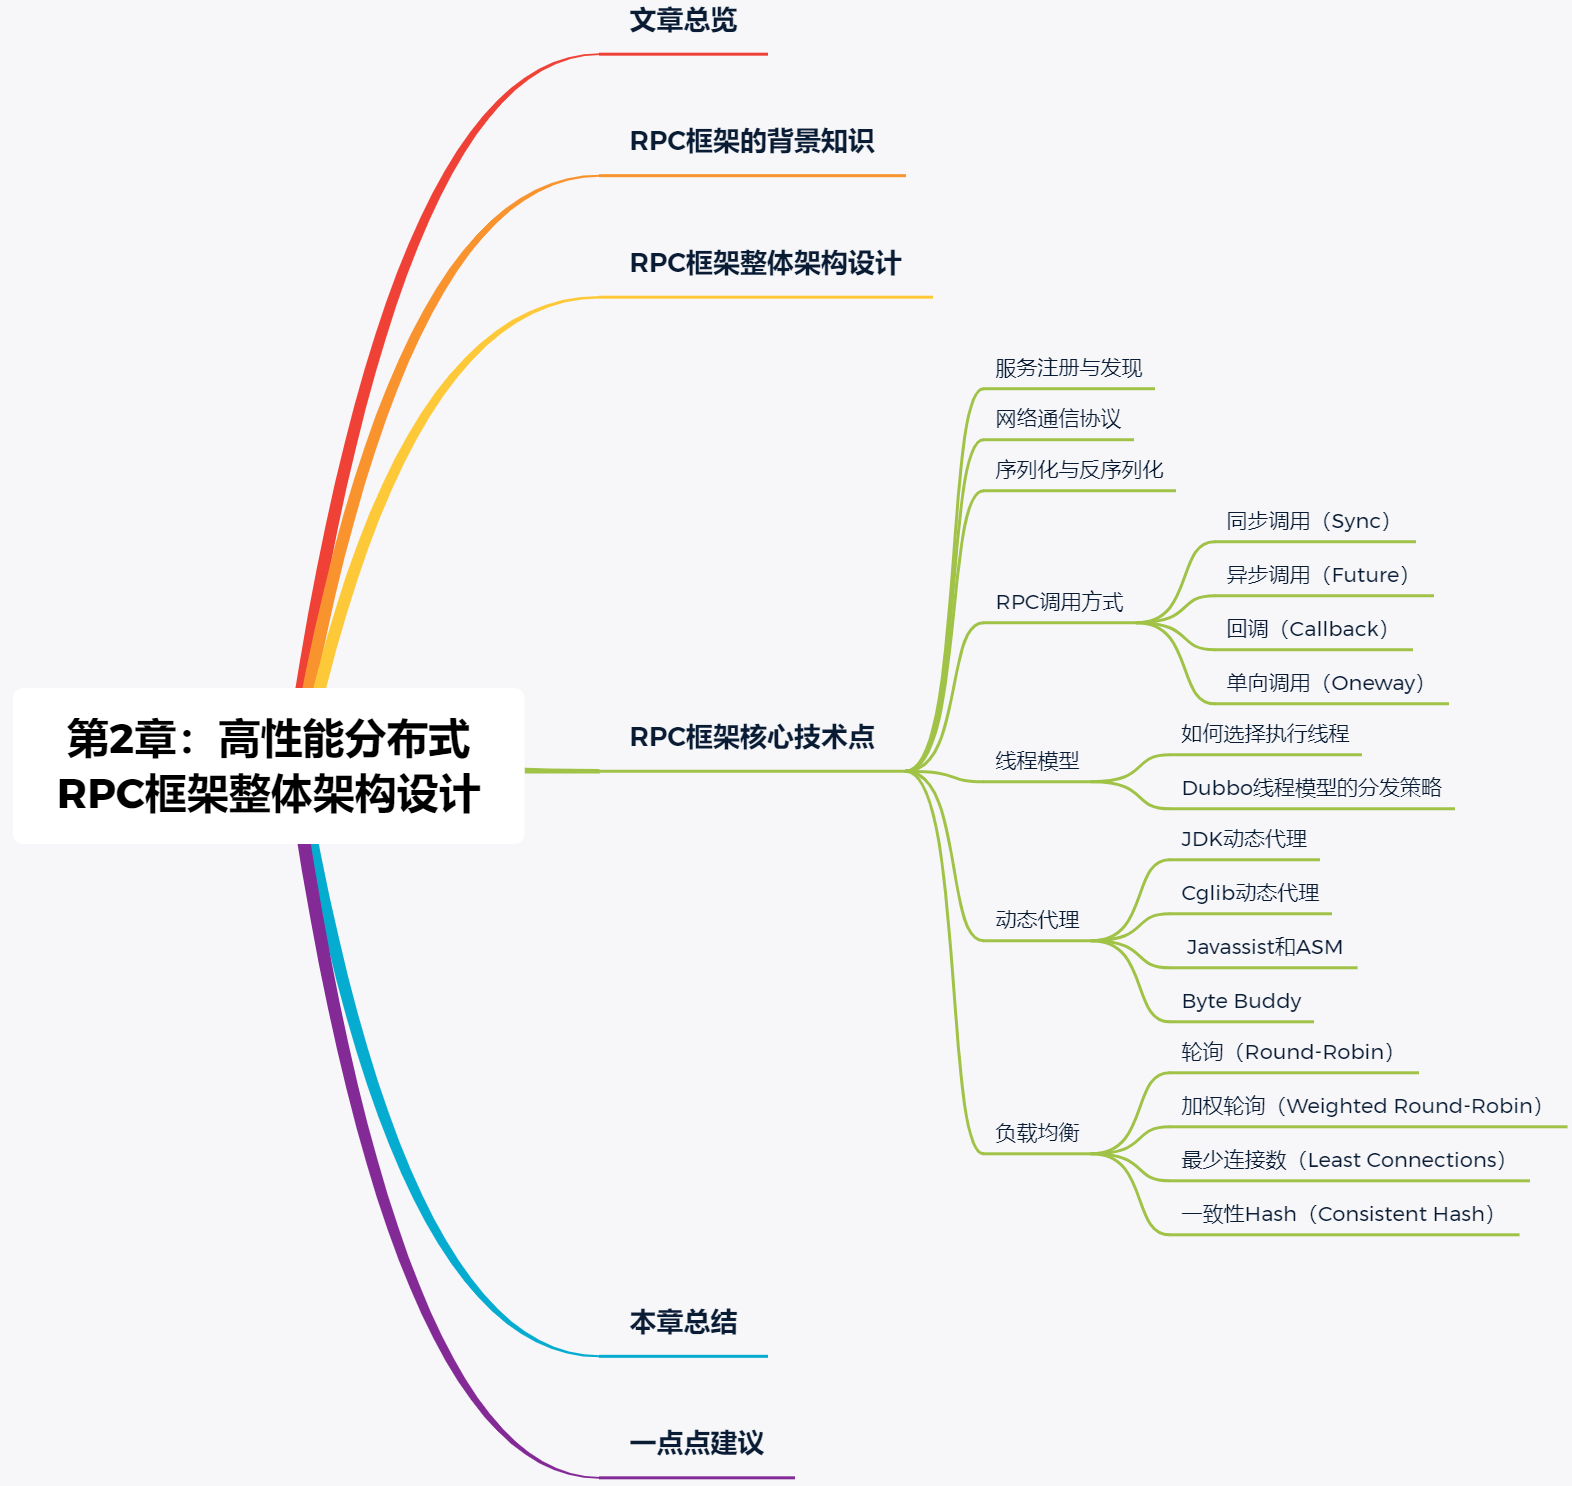 文章总览
RPC框架的背景知识
RPC框架整体架构设计
第2章：高性能分布式
RPC框架整体架构设计
RPC框架核心技术点
服务注册与发现
网络通信协议
序列化与反序列化
RPC调用方式
同步调用（Sync）
异步调用（Future）
回调（Callback）
单向调用（Oneway）
线程模型
如何选择执行线程
Dubbo线程模型的分发策略
动态代理
JDK动态代理
Cglib动态代理
Javassist和ASM
Byte Buddy
负载均衡
轮询（Round-Robin）
加权轮询（Weighted Round-Robin）
最少连接数（Least Connections）
一致性Hash（Consistent Hash）
本章总结
一点点建议